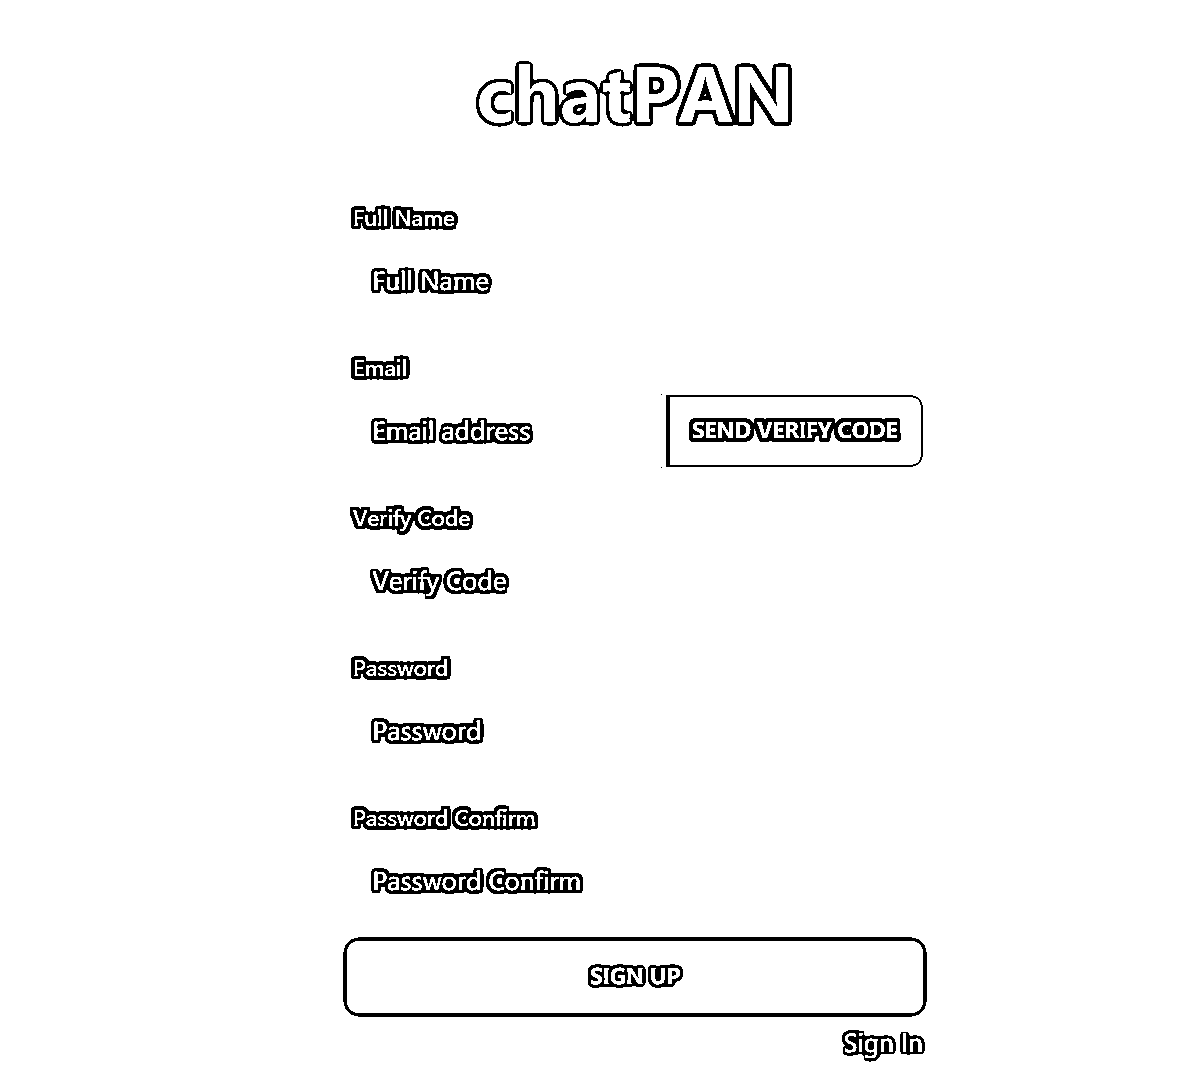 chatPAN
Full Name
Full Name
Email
Email address
SEND VERIFY CODE
Verify Code
Verify Code
Password
Password
Password Confirm
Password Confirm
SIGN UP
Sign In